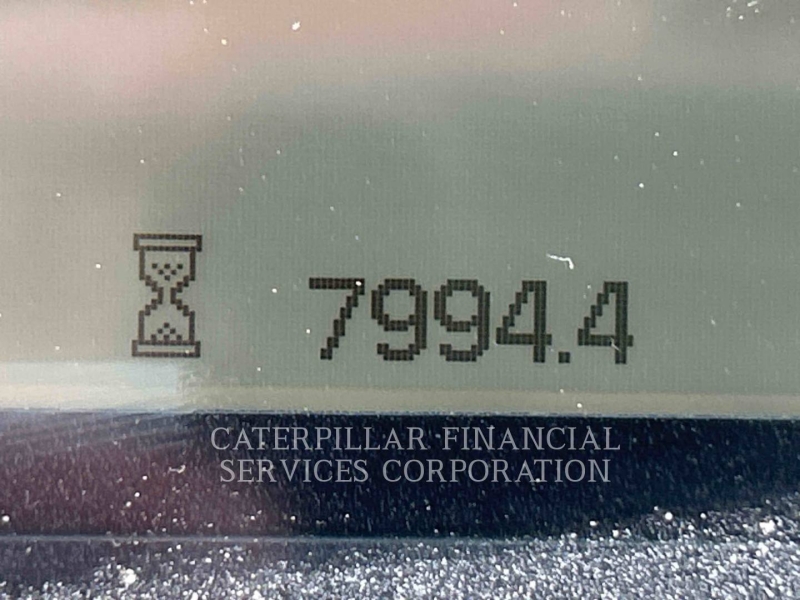 7994.4
CATERPILLAR FINANCIAL
SERVICES CORPORATION